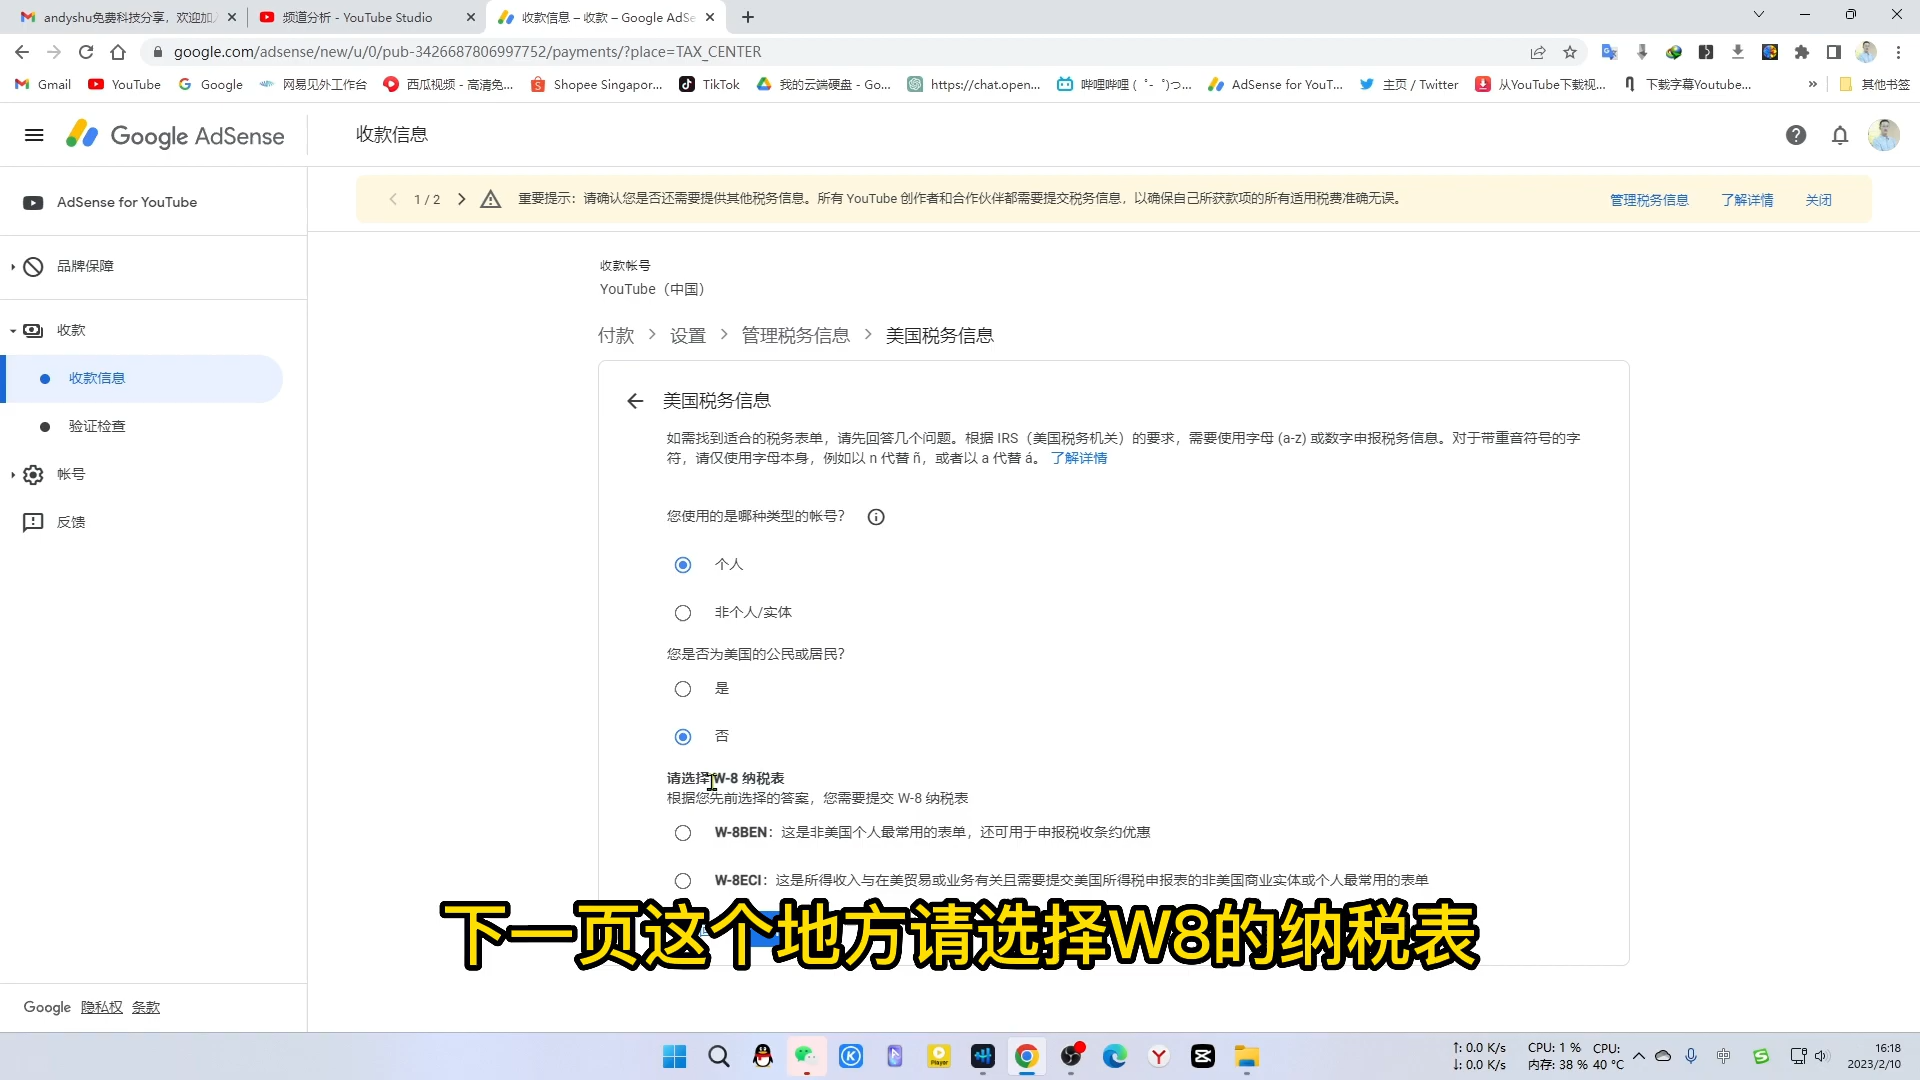 andyshu免费科技分享，欢迎加入
频道分析 - YouTube Studio
收款信息 – 收款 – Google AdSe
google.com/adsense/new/u/0/pub-3426687806997752/payments/?place=TAX_CENTER
Gmail
YouTube
Google
网易见外工作台
西瓜视频 - 高清免...
Shopee Singapor...
TikTok
我的云端硬盘 - Go...
https://chat.open...
哔哩哔哩 ( ゜- ゜)つ...
AdSense for YouT...
主页 / Twitter
从YouTube下载视...
下载字幕Youtube...
»
其他书签
Google AdSense
收款信息
AdSense for YouTube
1 / 2
重要提示：请确认您是否还需要提供其他税务信息。所有 YouTube 创作者和合作伙伴都需要提交税务信息，以确保自己所获款项的所有适用税费准确无误。
管理税务信息
了解详情
关闭
品牌保障
收款
收款信息
验证检查
帐号
反馈
收款帐号
YouTube（中国）
付款 > 设置 > 管理税务信息 > 美国税务信息
美国税务信息
如需找到适合的税务表单，请先回答几个问题。根据 IRS（美国税务机关）的要求，需要使用字母 (a-z) 或数字申报税务信息。对于带重音符号的字
符，请仅使用字母本身，例如以 n 代替 ñ，或者以 a 代替 á。 了解详情
您使用的是哪种类型的帐号？
个人
非个人/实体
您是否为美国的公民或居民？
是
否
请选择 W-8 纳税表
根据您先前选择的答案，您需要提交 W-8 纳税表
W-8BEN：这是非美国个人最常用的表单，还可用于申报税收条约优惠
W-8ECI：这是所得收入与在美贸易或业务有关且需要提交美国所得税申报表的非美国商业实体或个人最常用的表单
下一页这个地方请选择W8的纳税表
Google 隐私权 条款
Player
↑: 0.0 K/s
↓: 0.0 K/s
CPU: 1 % CPU:
内存: 38 % 40 °C
中
16:18
2023/2/10